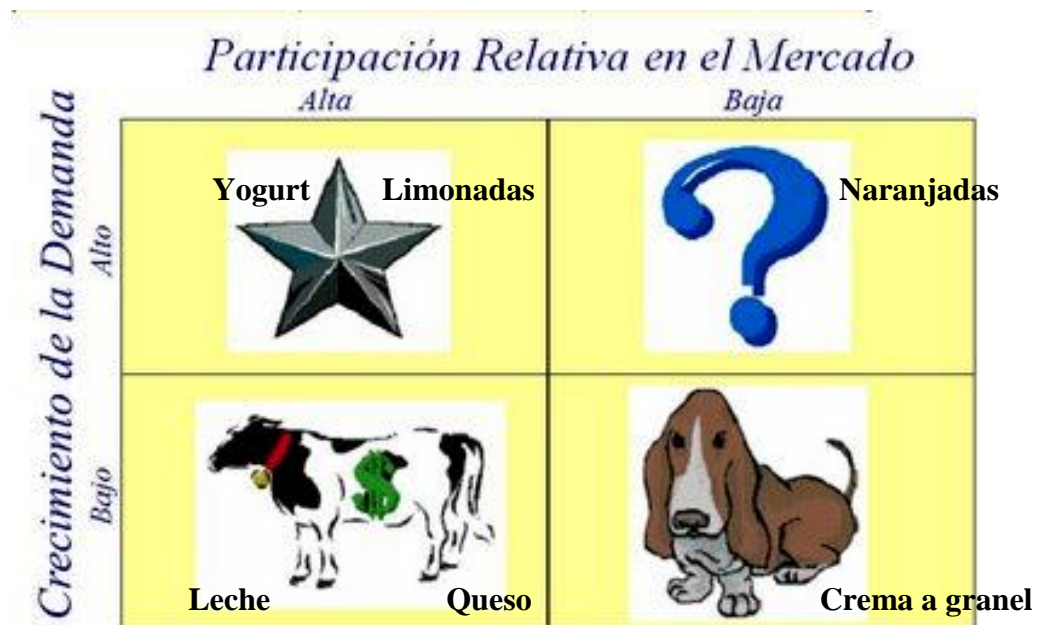 Participación Relativa en el Mercado
Alta Baja
Crecimiento de la Demanda
Alto
Yogurt Limonadas Naranjadas
$
Bajo
Leche Queso Crema a granel